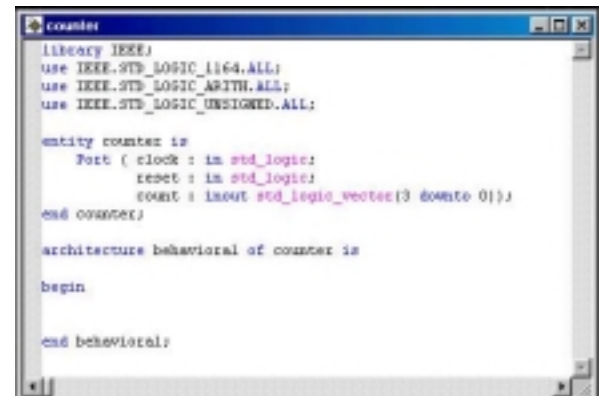 counter
library IEEE;
use IEEE.STD_LOGIC_1164.ALL;
use IEEE.STD_LOGIC_ARITH.ALL;
use IEEE.STD_LOGIC_UNSIGNED.ALL;
entity counter is
Port ( clock : in std_logic;
reset : in std_logic;
count : inout std_logic_vector(3 downto 0));
end counter;
architecture behavioral of counter is
begin
end behavioral;